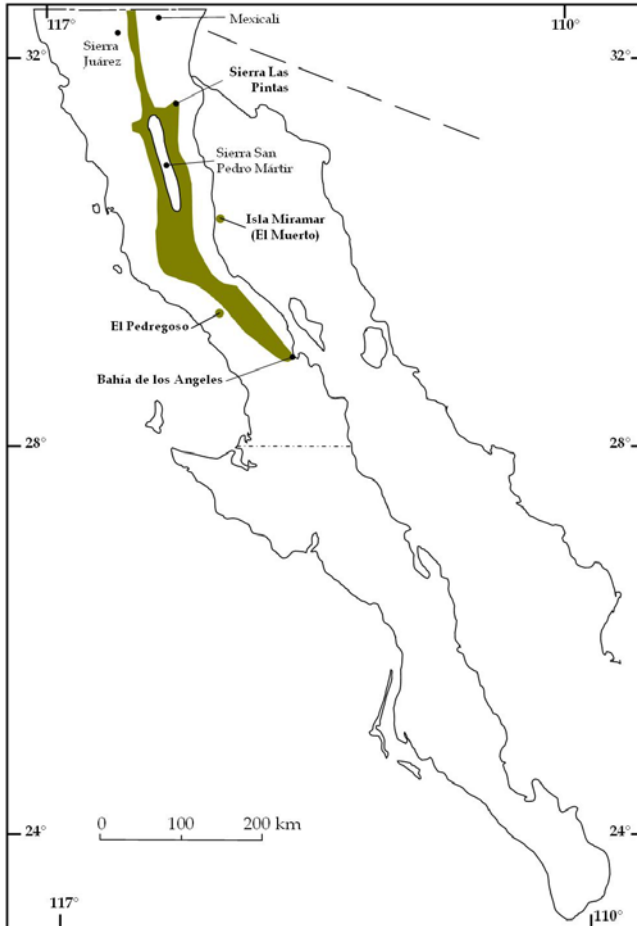 117°
110°
Mexicali
Sierra
Juárez
32°
32°
Sierra Las
Pintas
Sierra San
Pedro Mártir
Isla Miramar
(El Muerto)
El Pedregoso
Bahía de los Angeles
28°
28°
0 100 200 km
24°
24°
117°
110°